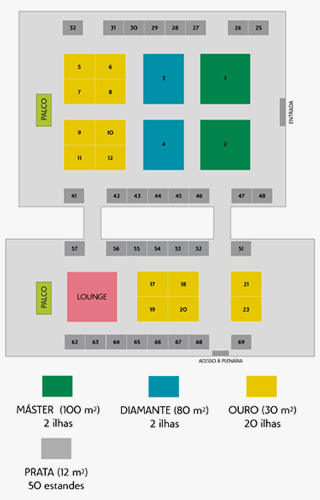 32 31 30 29 28 27 26 25
5 6
3 1
7 8
PALCO
ENTRADA
9 10
4 2
11 12
41 42 43 44 45 46 47 48
57 56 55 54 53 52 51
17 18 21
LOUNGE
PALCO
19 20 23
62 63 64 65 66 67 68 69
ACESSO À PLENÁRIA
MÁSTER (100 m²)
2 ilhas
DIAMANTE (80 m²)
2 ilhas
OURO (30 m²)
20 ilhas
PRATA (12 m²)
50 estandes